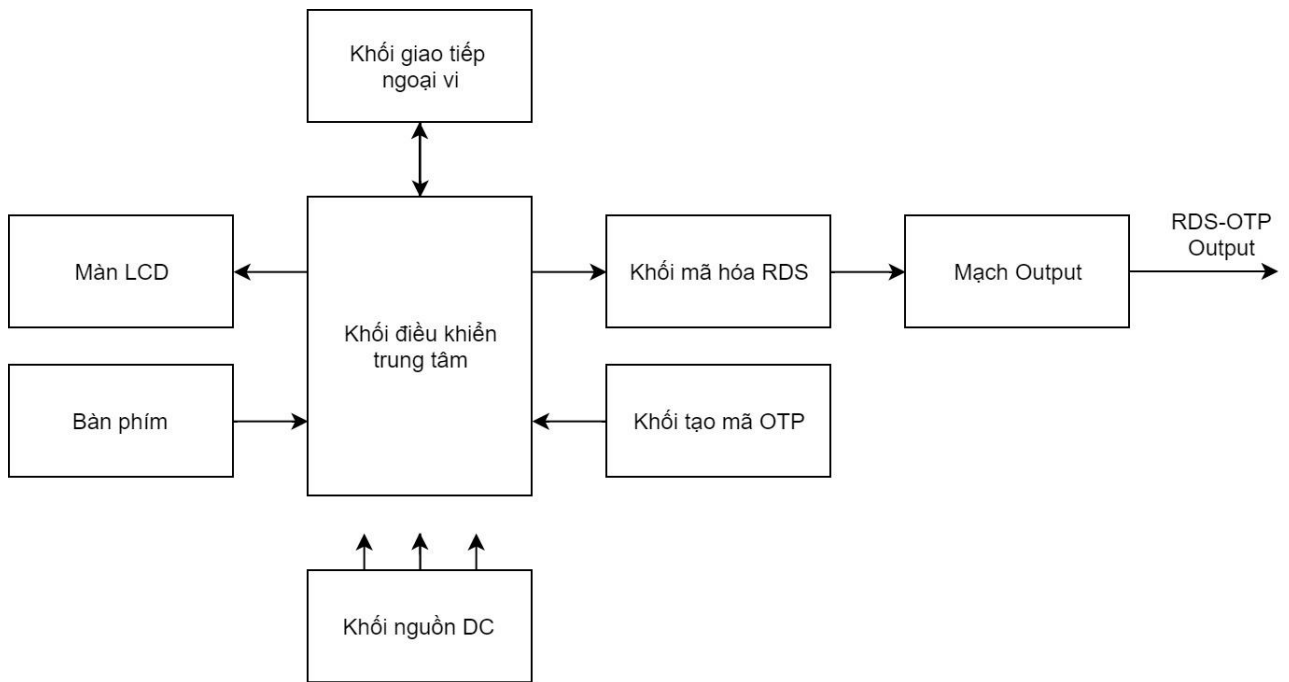 Khối giao tiếp
ngoại vi
Màn LCD
Khối điều khiển
trung tâm
Khối mã hóa RDS
Mạch Output
RDS-OTP
Output
Bàn phím
Khối tạo mã OTP
Khối nguồn DC